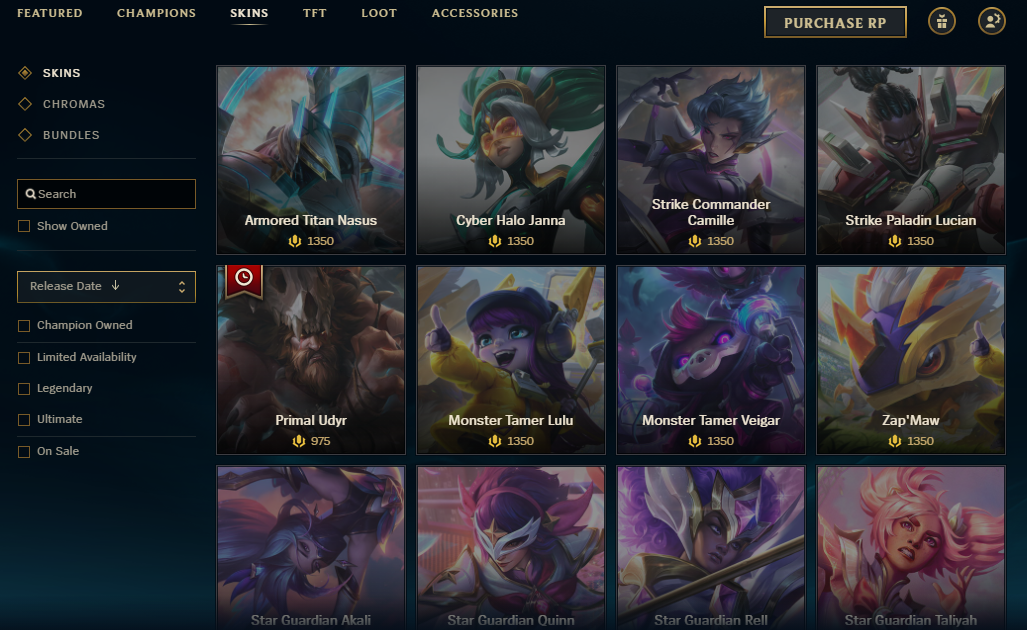 FEATURED CHAMPIONS SKINS TFT LOOT ACCESSORIES PURCHASE RP
SKINS
CHROMAS
BUNDLES
Search
Show Owned
Release Date ↓
Champion Owned
Limited Availability
Legendary
Ultimate
On Sale
Armored Titan Nasus
1350
Cyber Halo Janna
1350
Strike Commander
Camille
1350
Strike Paladin Lucian
1350
Primal Udyr
975
Monster Tamer Lulu
1350
Monster Tamer Veigar
1350
Zap'Maw
1350
Star Guardian Akali
Star Guardian Quinn
Star Guardian Rell
Star Guardian Taliyah